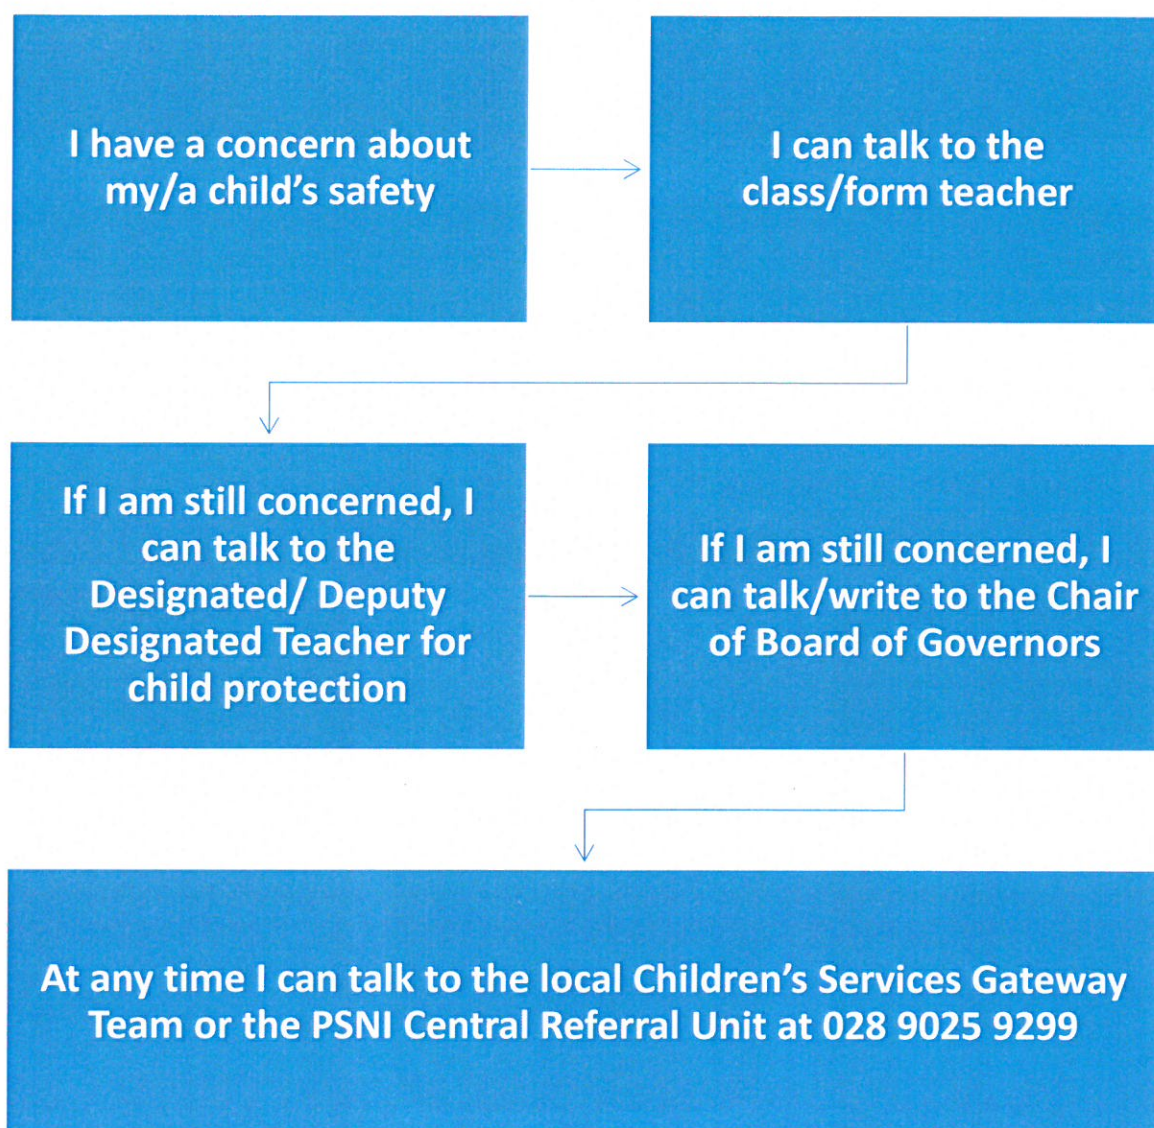 I have a concern about
my/a child's safety
I can talk to the
class/form teacher
If I am still concerned, I
can talk to the
Designated/ Deputy
Designated Teacher for
child protection
If I am still concerned, I
can talk/write to the Chair
of Board of Governors
At any time I can talk to the local Children's Services Gateway
Team or the PSNI Central Referral Unit at 028 9025 9299